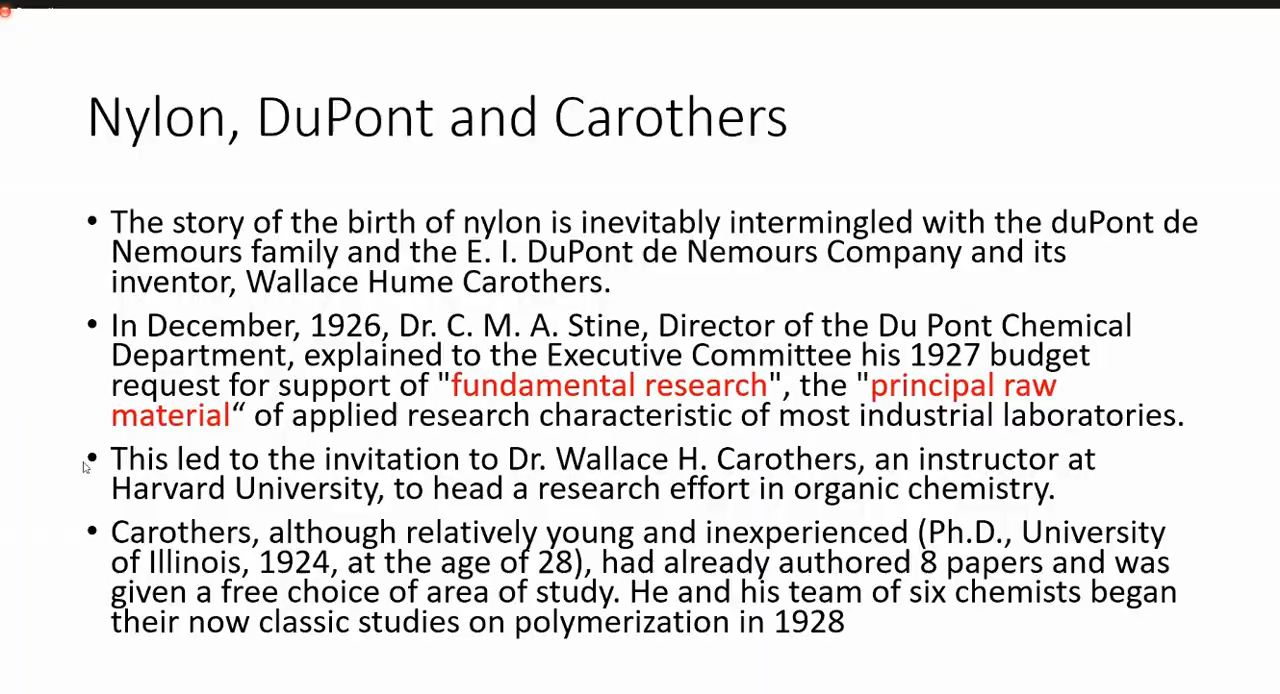 Nylon, DuPont and Carothers
• The story of the birth of nylon is inevitably intermingled with the duPont de
Nemours family and the E. I. DuPont de Nemours Company and its
inventor, Wallace Hume Carothers.
• In December, 1926, Dr. C. M. A. Stine, Director of the Du Pont Chemical
Department, explained to the Executive Committee his 1927 budget
request for support of "fundamental research", the "principal raw
material“ of applied research characteristic of most industrial laboratories.
• This led to the invitation to Dr. Wallace H. Carothers, an instructor at
Harvard University, to head a research effort in organic chemistry.
• Carothers, although relatively young and inexperienced (Ph.D., University
of Illinois, 1924, at the age of 28), had already authored 8 papers and was
given a free choice of area of study. He and his team of six chemists began
their now classic studies on polymerization in 1928